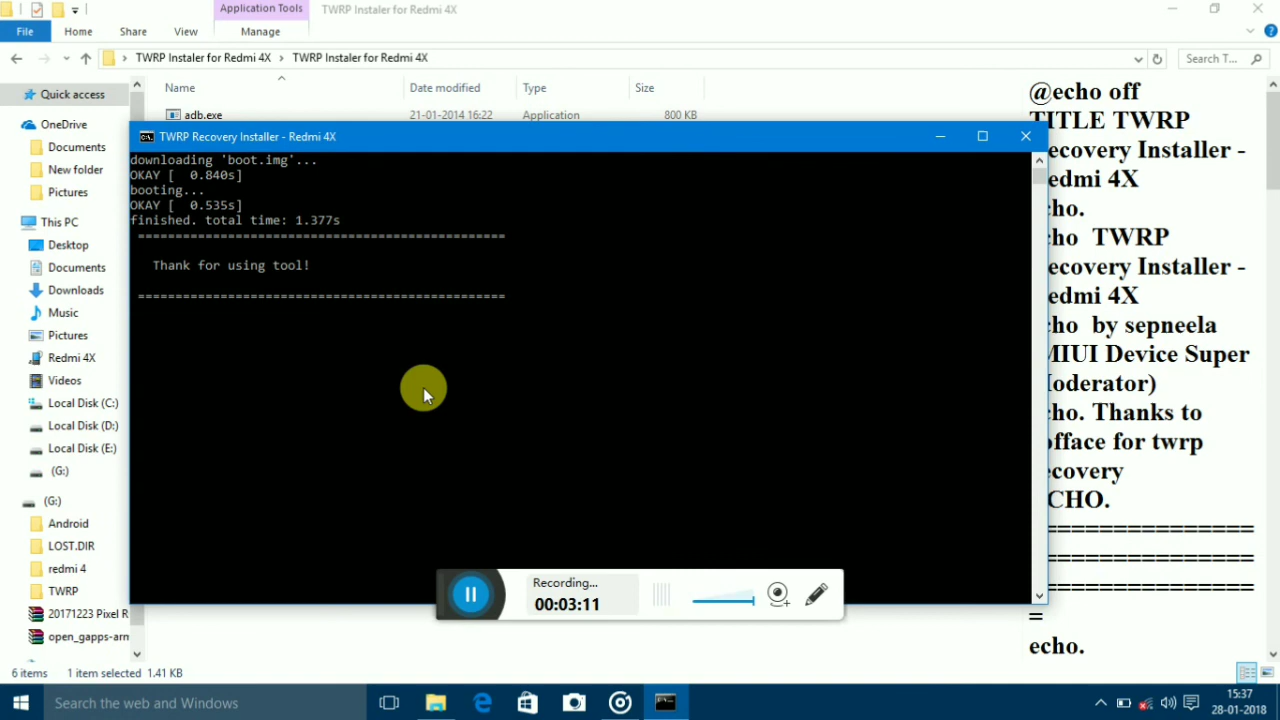 Application Tools
TWRP Instaler for Redmi 4X
File
Home
Share
View
Manage
TWRP Instaler for Redmi 4X
TWRP Instaler for Redmi 4X
Search T...
Quick access
OneDrive
Documents
New folder
Pictures
This PC
Desktop
Documents
Downloads
Music
Pictures
Redmi 4X
Videos
Local Disk (C:)
Local Disk (D:)
Local Disk (E:)
(G:)
(G:)
Android
LOST.DIR
redmi 4
TWRP
20171223 Pixel R
open_gapps-arm
Name
Date modified
Type
Size
adb.exe
21-01-2014 16:22
Application
800 KB
TWRP Recovery Installer - Redmi 4X
downloading 'boot.img'...
OKAY [  0.840s]
booting...
OKAY [  0.535s]
finished. total time: 1.377s
=================================================
Thank for using tool!
=================================================
Recording...
00:03:11
@echo off
TITLE TWRP
ecovery Installer -
edmi 4X
cho.
cho  TWRP
ecovery Installer -
edmi 4X
cho  by sepneela
MIUI Device Super
oderator)
cho. Thanks to
offace for twrp
ecovery
CHO.
================
================
================
=
echo.
6 items
1 item selected  1.41 KB
Search the web and Windows
15:37
28-01-2018